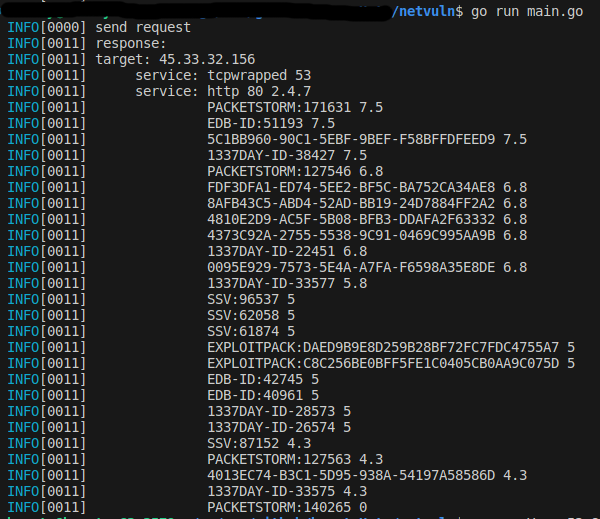 /netvuln$ go run main.go
INFO[0000] send request
INFO[0011] response:
INFO[0011] target: 45.33.32.156
INFO[0011] service: tcpwrapped 53
INFO[0011] service: http 80 2.4.7
INFO[0011] PACKETSTORM:171631 7.5
INFO[0011] EDB-ID:51193 7.5
INFO[0011] 5C1BB960-90C1-5EBF-9BEF-F58BFFDFEED9 7.5
INFO[0011] 1337DAY-ID-38427 7.5
INFO[0011] PACKETSTORM:127546 6.8
INFO[0011] FDF3DFA1-ED74-5EE2-BF5C-BA752CA34AE8 6.8
INFO[0011] 8AFB43C5-ABD4-52AD-BB19-24D7884FF2A2 6.8
INFO[0011] 4810E2D9-AC5F-5B08-BFB3-DDAFA2F63332 6.8
INFO[0011] 4373C92A-2755-5538-9C91-0469C995AA9B 6.8
INFO[0011] 1337DAY-ID-22451 6.8
INFO[0011] 0095E929-7573-5E4A-A7FA-F6598A35E8DE 6.8
INFO[0011] 1337DAY-ID-33577 5.8
INFO[0011] SSV:96537 5
INFO[0011] SSV:62058 5
INFO[0011] SSV:61874 5
INFO[0011] EXPLOITPACK:DAED9B9E8D259B28BF72FC7FDC4755A7 5
INFO[0011] EXPLOITPACK:C8C256BE0BFF5FE1C0405CB0AA9C075D 5
INFO[0011] EDB-ID:42745 5
INFO[0011] EDB-ID:40961 5
INFO[0011] 1337DAY-ID-28573 5
INFO[0011] 1337DAY-ID-26574 5
INFO[0011] SSV:87152 4.3
INFO[0011] PACKETSTORM:127563 4.3
INFO[0011] 4013EC74-B3C1-5D95-938A-54197A58586D 4.3
INFO[0011] 1337DAY-ID-33575 4.3
INFO[0011] PACKETSTORM:140265 0